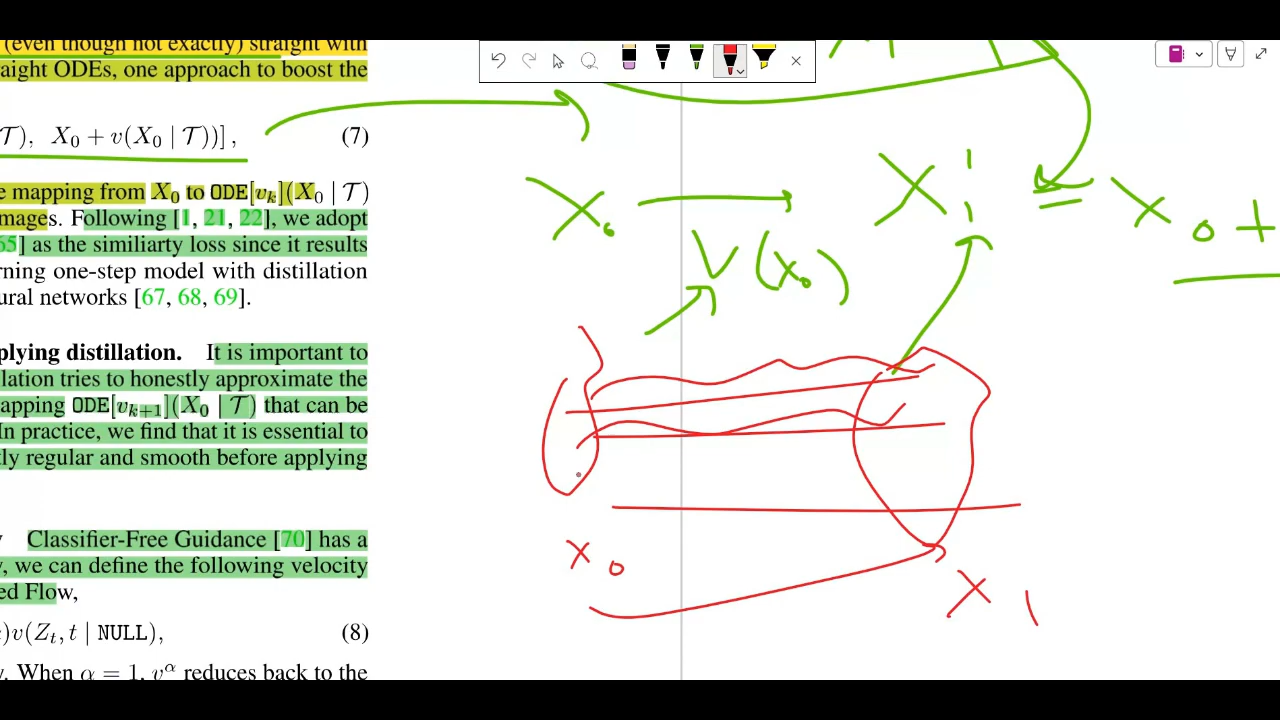 (even though not exactly) straight with
aight ODEs, one approach to boost the
𝒯), X₀ + v(X₀ | 𝒯))], (7)
e mapping from X₀ to ODE[vₖ](X₀ | 𝒯)
mages. Following [1, 21, 22], we adopt
65] as the similiarty loss since it results
rning one-step model with distillation
ural networks [67, 68, 69].
plying distillation. It is important to
lation tries to honestly approximate the
apping ODE[vₖ₊₁](X₀ | 𝒯) that can be
In practice, we find that it is essential to
tly regular and smooth before applying
Classifier-Free Guidance [70] has a
, we can define the following velocity
ed Flow,
)v(Zₜ, t | NULL), (8)
. When α = 1, vᵅ reduces back to the
X₀
X₁
X₀ +
V(X₀)
X₀
X₁